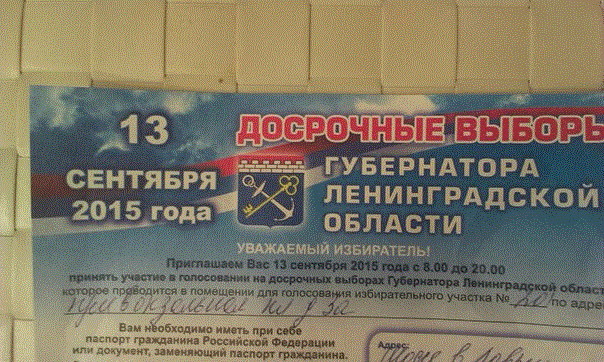 13
СЕНТЯБРЯ
2015 года
ДОСРОЧНЫЕ ВЫБОРЫ
ГУБЕРНАТОРА
ЛЕНИНГРАДСКОЙ
ОБЛАСТИ
УВАЖАЕМЫЙ ИЗБИРАТЕЛЬ!
Приглашаем Вас 13 сентября 2015 года с 8.00 до 20.00
принять участие в голосовании на досрочных выборах Губернатора Ленинградской облас
которое проводится в помещении для голосования избирательного участка № по адре
Вам необходимо иметь при себе
паспорт гражданина Российской Федерации
или документ, заменяющий паспорт гражданина.
Адрес: